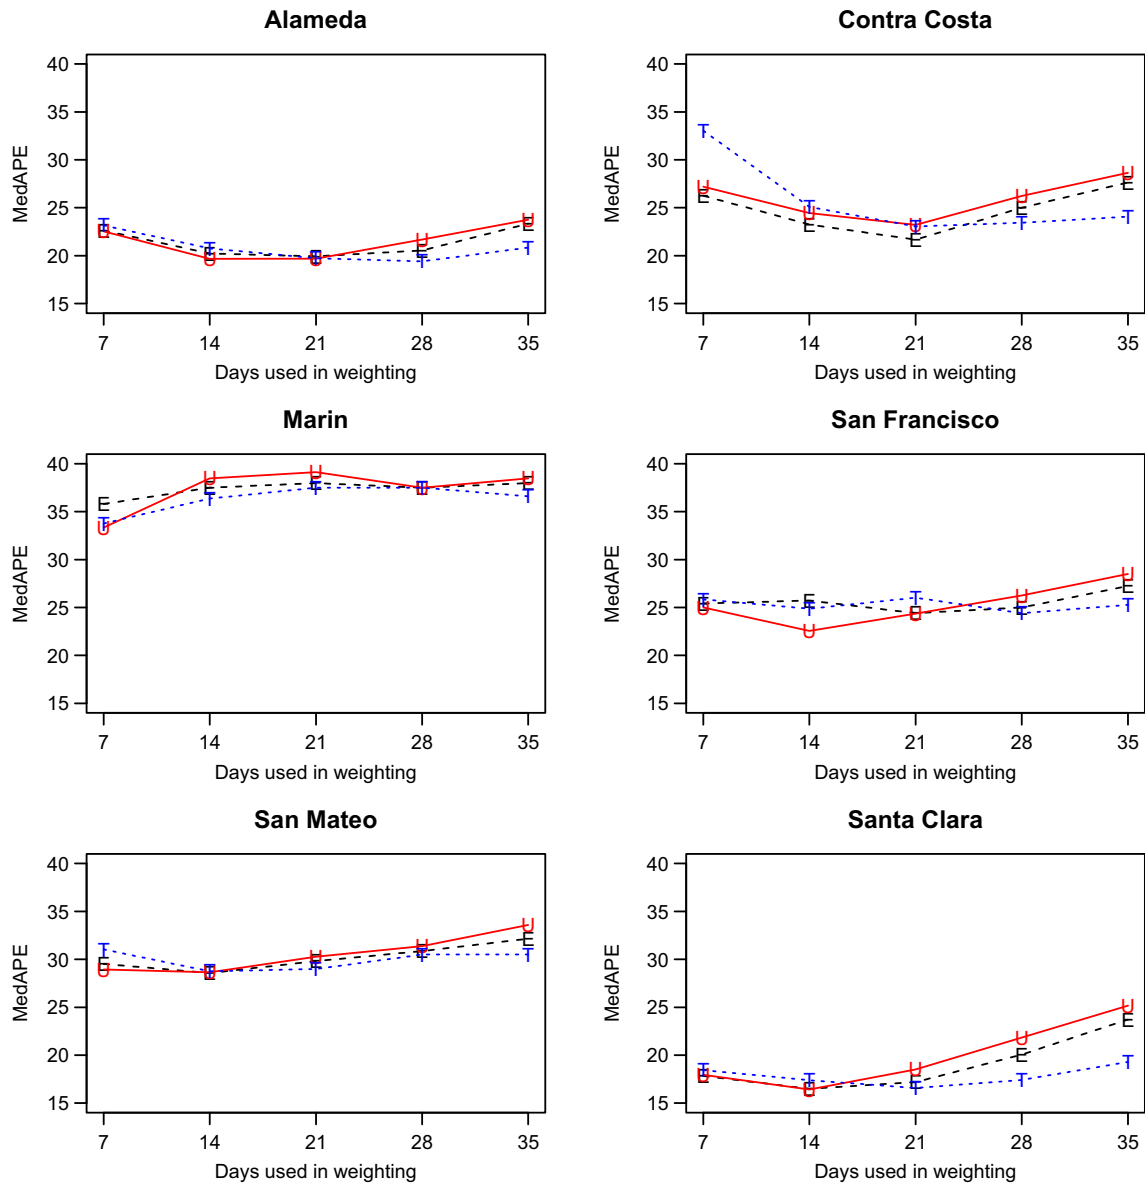 Alameda
MedAPE
40
35
30
25
20
15
U U U U U
E E E E E
T T T T T
7 14 21 28 35
Days used in weighting
Contra Costa
MedAPE
40
35
30
25
20
15
U U U U U
E E E E E
T T T T T
7 14 21 28 35
Days used in weighting
Marin
MedAPE
40
35
30
25
20
15
U U U U U
E E E E E
T T T T T
7 14 21 28 35
Days used in weighting
San Francisco
MedAPE
40
35
30
25
20
15
U U U U U
E E E E E
T T T T T
7 14 21 28 35
Days used in weighting
San Mateo
MedAPE
40
35
30
25
20
15
U U U U U
E E E E E
T T T T T
7 14 21 28 35
Days used in weighting
Santa Clara
MedAPE
40
35
30
25
20
15
U U U U U
E E E E E
T T T T T
7 14 21 28 35
Days used in weighting